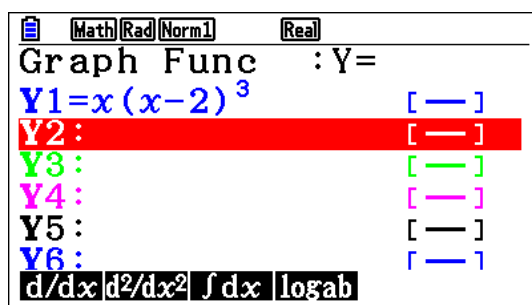 Math Rad Norm1 Real
Graph Func :Y=
Y1=x(x-2)³ [—]
Y2: [—]
Y3: [—]
Y4: [—]
Y5: [—]
Y6: [—]
d/dx d²/dx² ∫dx logab